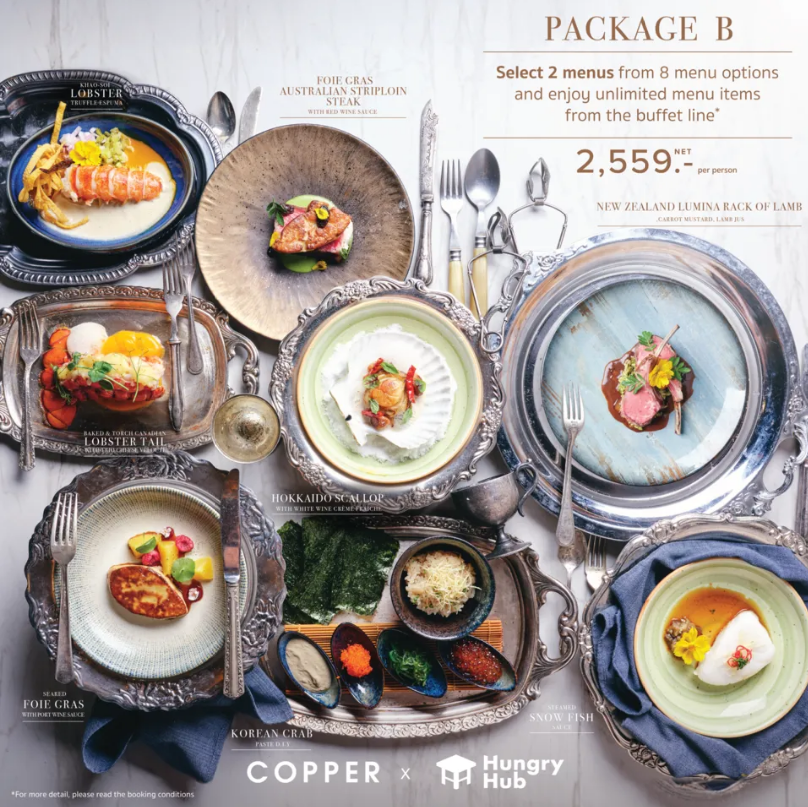 PACKAGE B
Select 2 menus from 8 menu options
and enjoy unlimited menu items
from the buffet line*
2,559.- NET per person
KHAO-SOI
LOBSTER
TRUFFLE ESPUMA
FOIE GRAS
AUSTRALIAN STRIPLOIN
STEAK
WITH RED WINE SAUCE
NEW ZEALAND LUMINA RACK OF LAMB
CARROT MUSTARD, LAMB JUS
BAKED & TORCH CANADIAN
LOBSTER TAIL
HOKKAIDO SCALLOP
WITH WHITE WINE CRÈME FRAÎCHE
SEARED
FOIE GRAS
WITH PORT WINE SAUCE
KOREAN CRAB
PASTE D.I.Y
STEAMED
SNOW FISH
SAUCE
COPPER x Hungry
Hub
*For more detail, please read the booking conditions